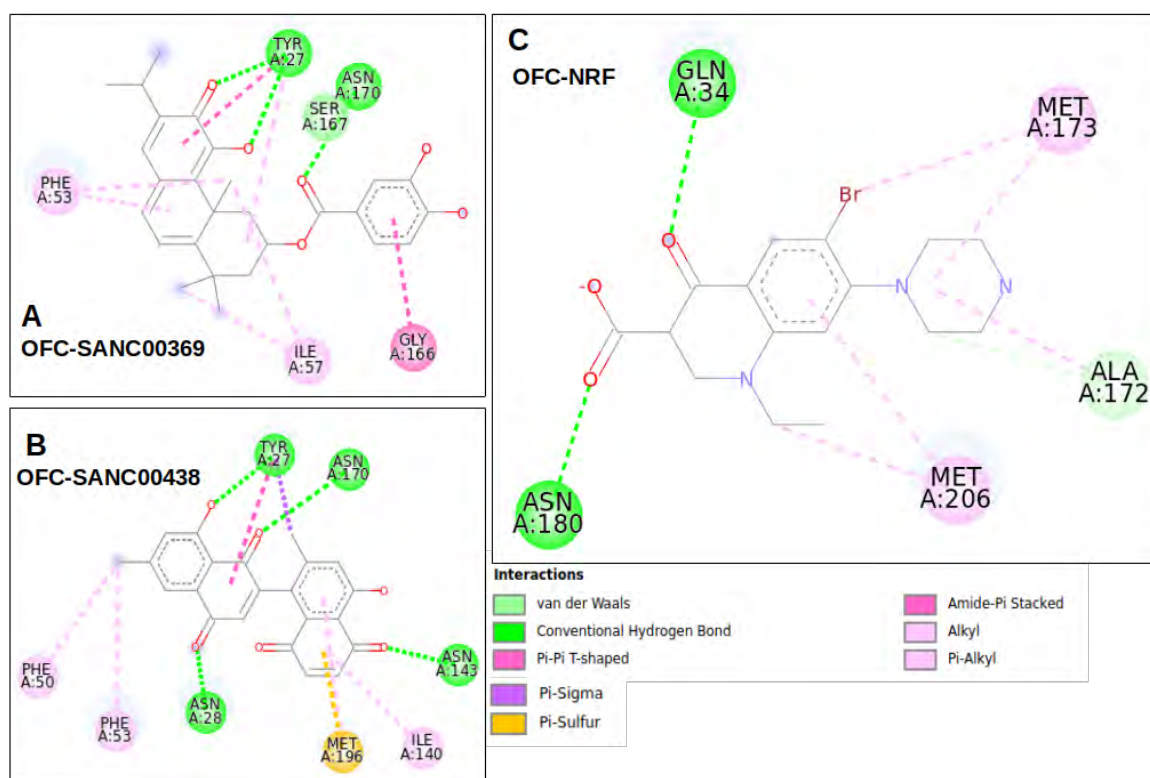 A
OFC-SANC00369
TYR
A:27
ASN
A:170
SER
A:167
PHE
A:53
ILE
A:57
GLY
A:166
O
O
O
O
O
O
B
OFC-SANC00438
TYR
A:27
ASN
A:170
PHE
A:50
PHE
A:53
ASN
A:28
MET
A:196
ILE
A:140
ASN
A:143
O
O
O
O
O
O
C
OFC-NRF
GLN
A:34
MET
A:173
Br
O
-O
O
N
N
N
ALA
A:172
MET
A:206
ASN
A:180
Interactions
van der Waals
Conventional Hydrogen Bond
Pi-Pi T-shaped
Pi-Sigma
Pi-Sulfur
Amide-Pi Stacked
Alkyl
Pi-Alkyl